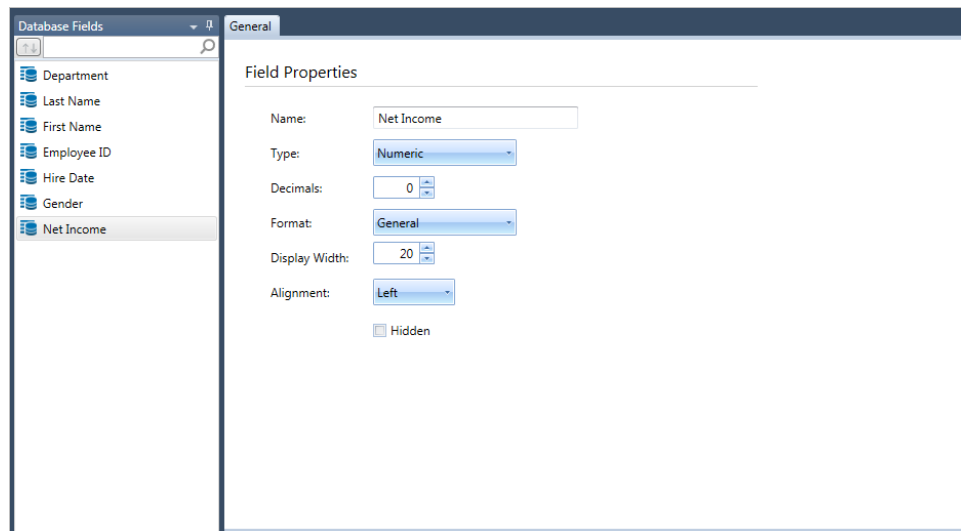 Database Fields
General
Department
Last Name
First Name
Employee ID
Hire Date
Gender
Net Income
Field Properties
Name: Net Income
Type: Numeric
Decimals: 0
Format: General
Display Width: 20
Alignment: Left
Hidden